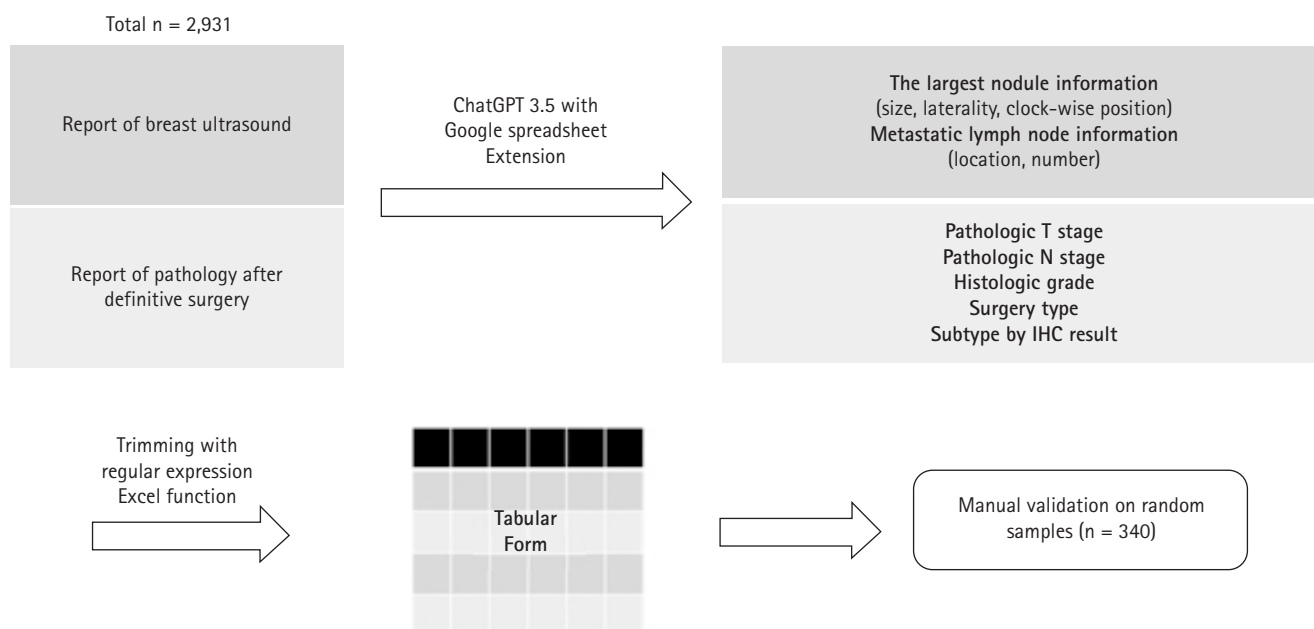 Total n = 2,931
Report of breast ultrasound
Report of pathology after
definitive surgery
ChatGPT 3.5 with
Google spreadsheet
Extension
The largest nodule information
(size, laterality, clock-wise position)
Metastatic lymph node information
(location, number)
Pathologic T stage
Pathologic N stage
Histologic grade
Surgery type
Subtype by IHC result
Trimming with
regular expression
Excel function
Tabular
Form
Manual validation on random
samples (n = 340)